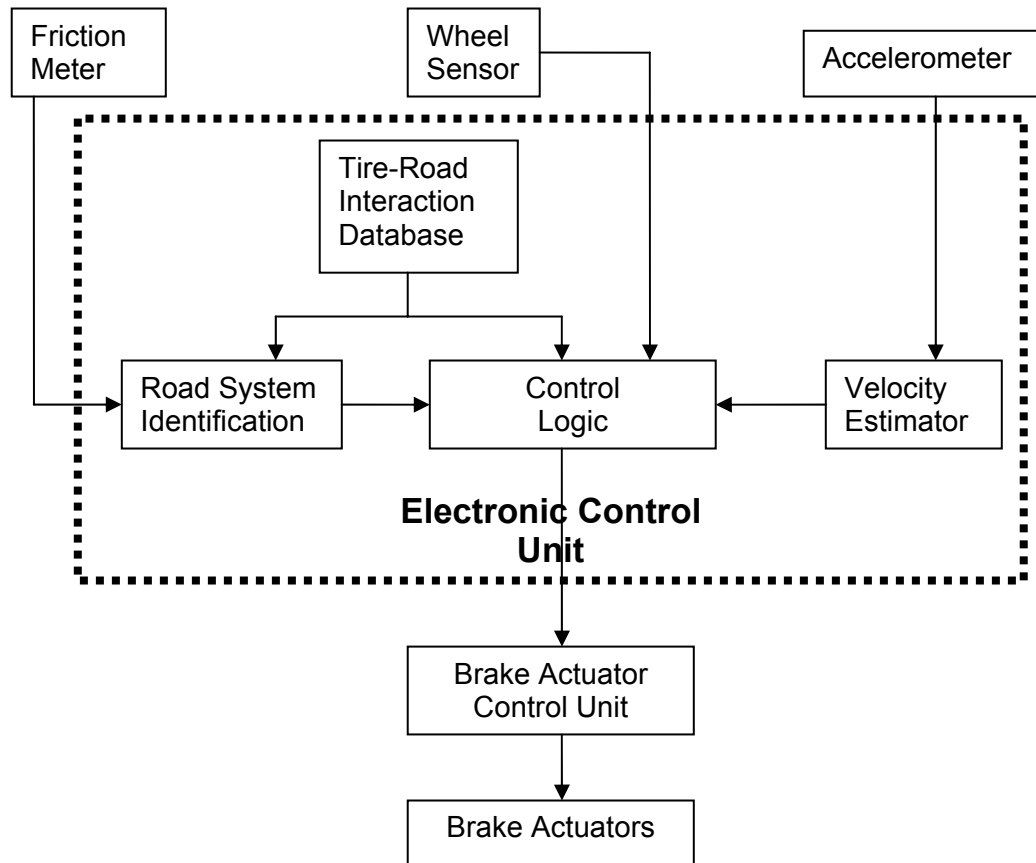 Friction
Meter
Wheel
Sensor
Accelerometer
Tire-Road
Interaction
Database
Road System
Identification
Control
Logic
Velocity
Estimator
Electronic Control
Unit
Brake Actuator
Control Unit
Brake Actuators